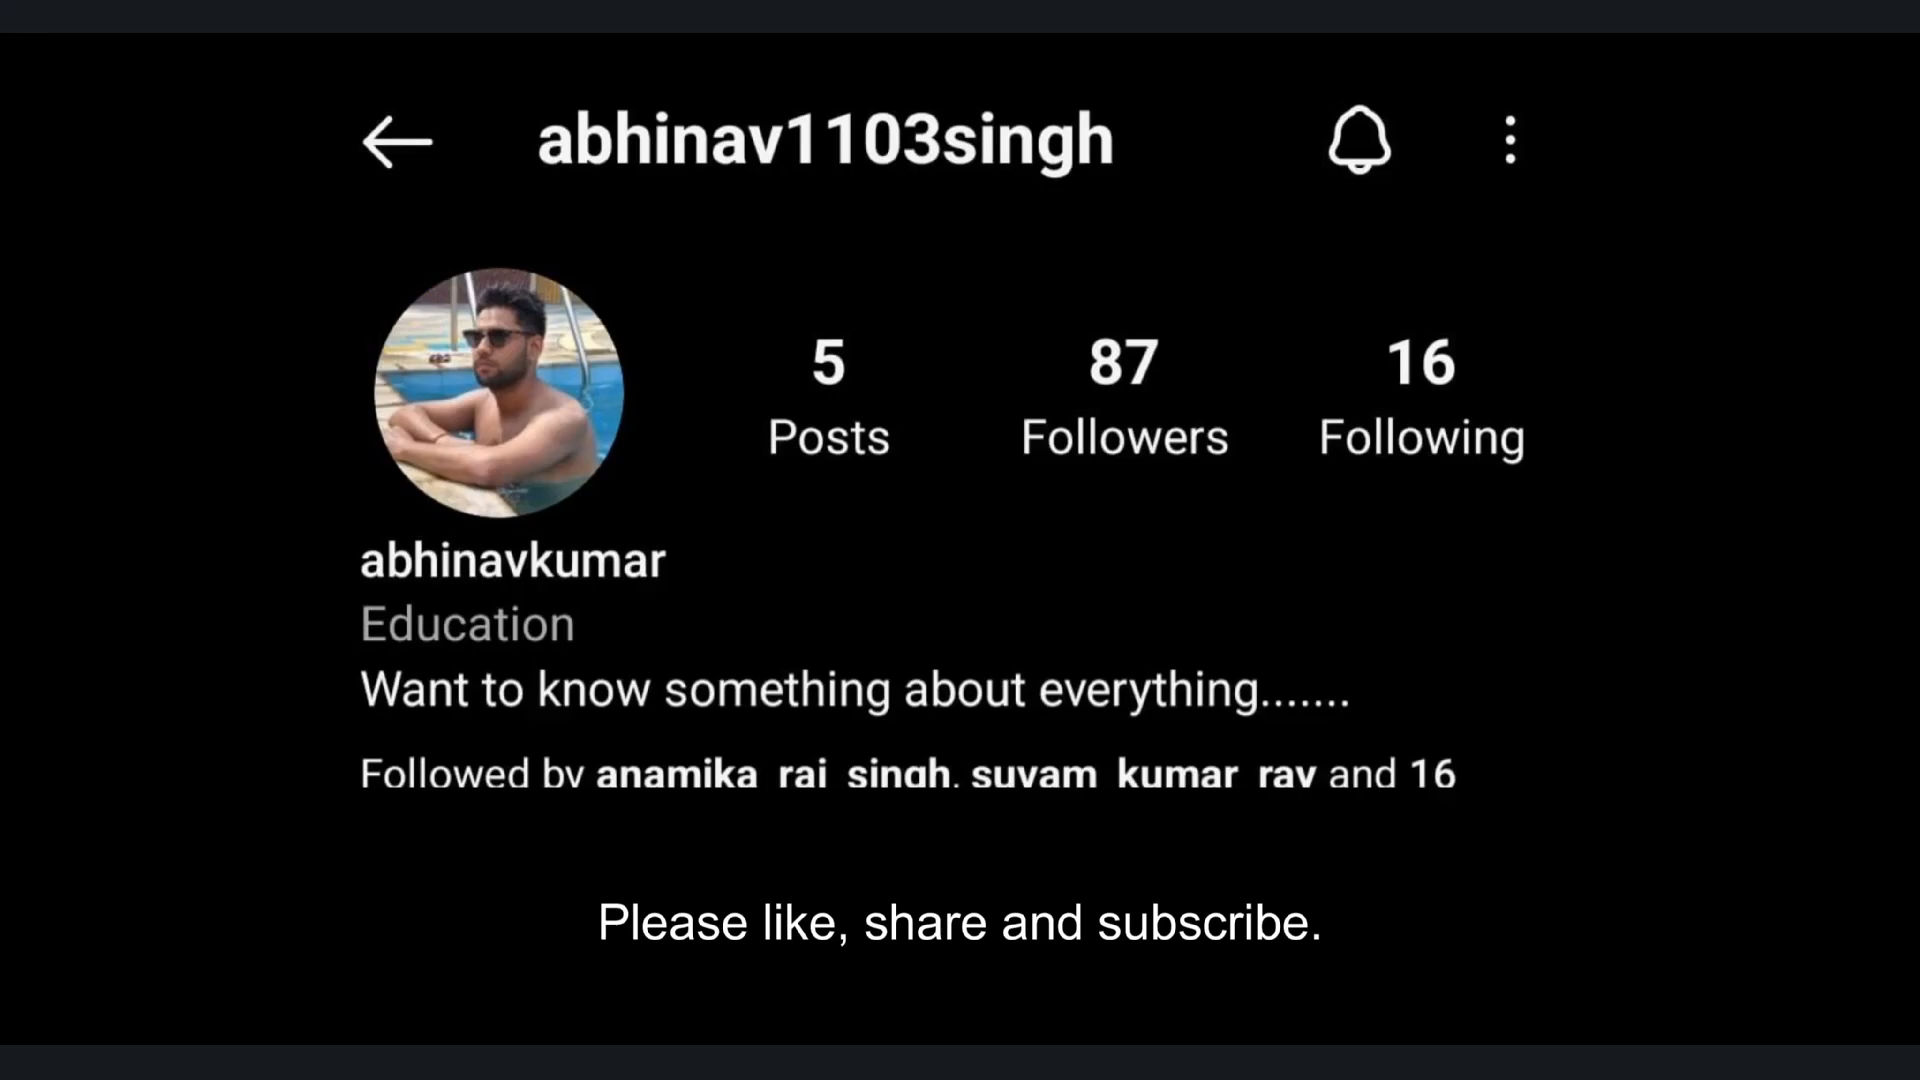 abhinav1103singh
5 87 16
Posts Followers Following
abhinavkumar
Education
Want to know something about everything.......
Followed by anamika_rai_singh, suvam_kumar_ray and 16
Please like, share and subscribe.